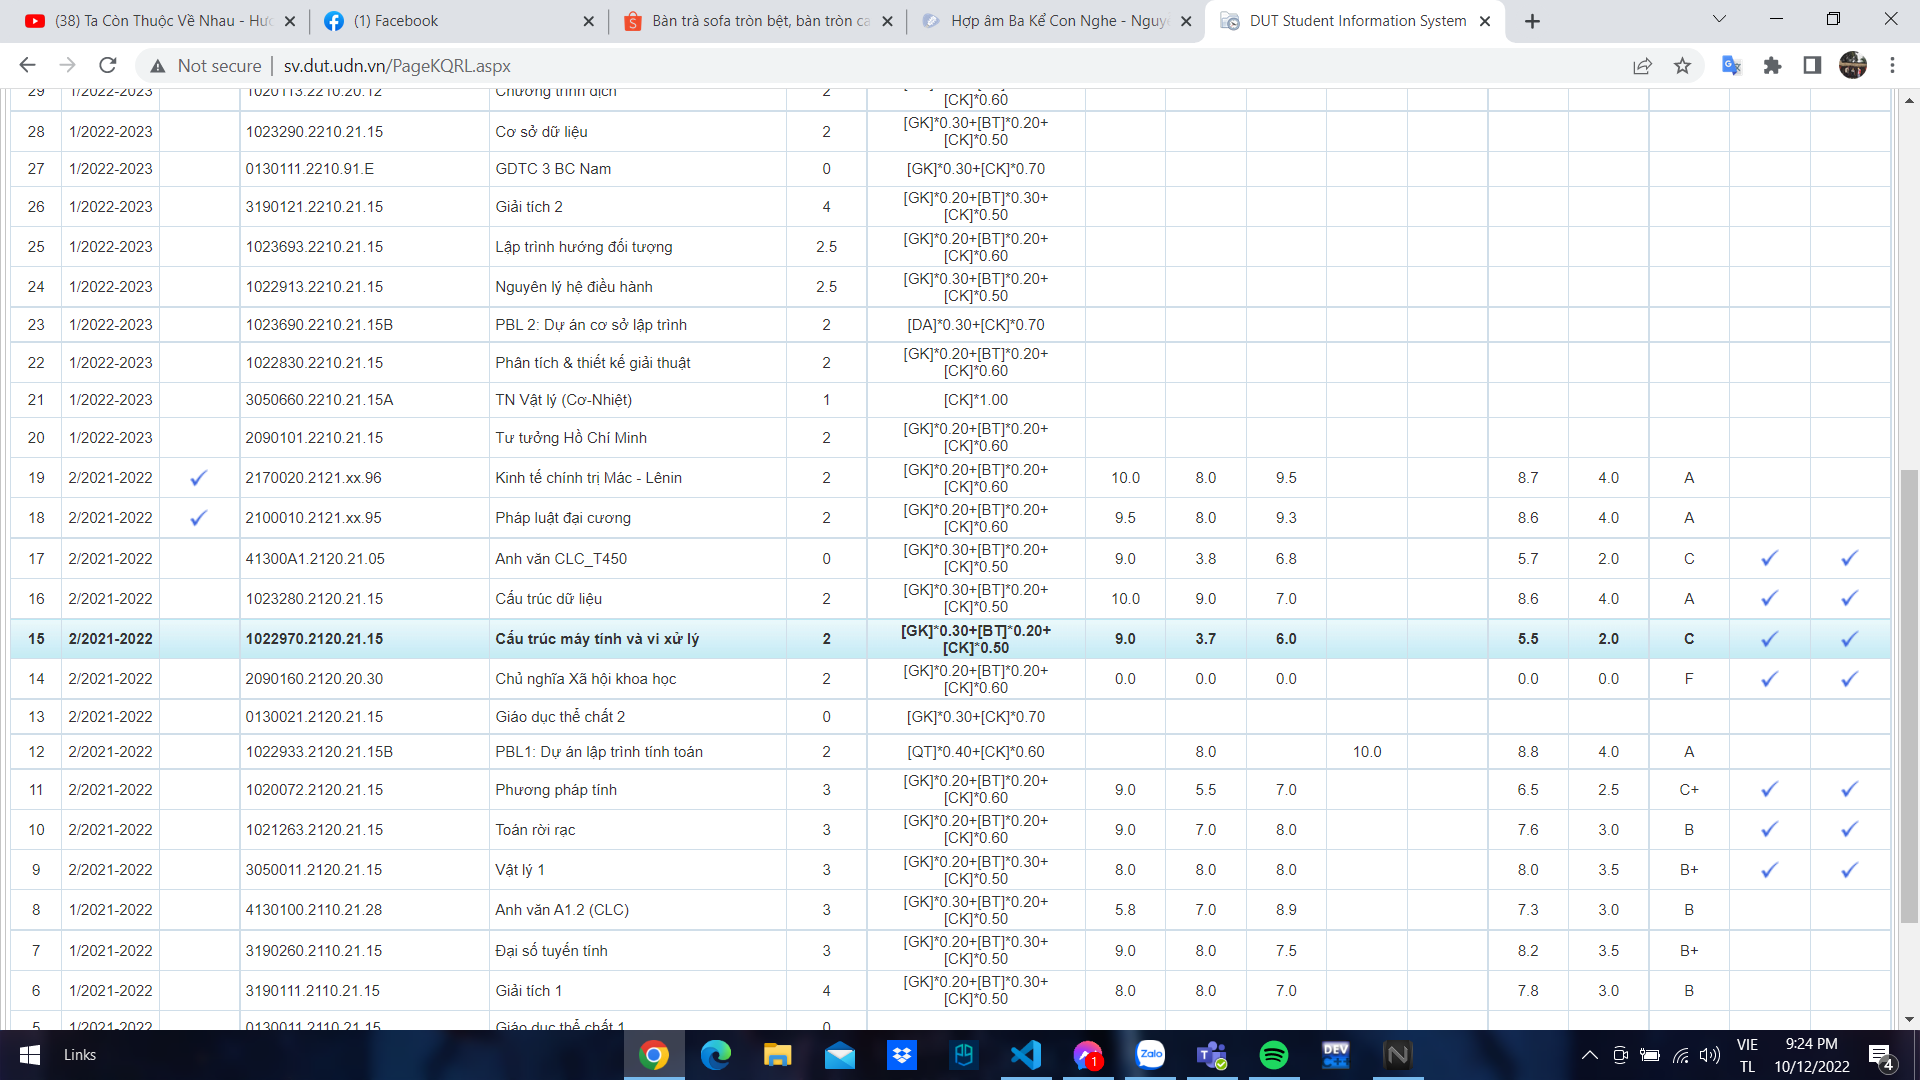 (38) Ta Còn Thuộc Về Nhau - Hư
(1) Facebook
Bàn trà sofa tròn bệt, bàn tròn ca
Hợp âm Ba Kể Con Nghe - Nguy
DUT Student Information System
Not secure | sv.dut.udn.vn/PageKQRL.aspx
29 1/2022-2023 1020113.2210.20.12 Chương trình dịch 2 [CK]*0.60
28 1/2022-2023 1023290.2210.21.15 Cơ sở dữ liệu 2 [GK]*0.30+[BT]*0.20+
[CK]*0.50
27 1/2022-2023 0130111.2210.91.E GDTC 3 BC Nam 0 [GK]*0.30+[CK]*0.70
26 1/2022-2023 3190121.2210.21.15 Giải tích 2 4 [GK]*0.20+[BT]*0.30+
[CK]*0.50
25 1/2022-2023 1023693.2210.21.15 Lập trình hướng đối tượng 2.5 [GK]*0.20+[BT]*0.20+
[CK]*0.60
24 1/2022-2023 1022913.2210.21.15 Nguyên lý hệ điều hành 2.5 [GK]*0.30+[BT]*0.20+
[CK]*0.50
23 1/2022-2023 1023690.2210.21.15B PBL 2: Dự án cơ sở lập trình 2 [DA]*0.30+[CK]*0.70
22 1/2022-2023 1022830.2210.21.15 Phân tích & thiết kế giải thuật 2 [GK]*0.20+[BT]*0.20+
[CK]*0.60
21 1/2022-2023 3050660.2210.21.15A TN Vật lý (Cơ-Nhiệt) 1 [CK]*1.00
20 1/2022-2023 2090101.2210.21.15 Tư tưởng Hồ Chí Minh 2 [GK]*0.20+[BT]*0.20+
[CK]*0.60
19 2/2021-2022 2170020.2121.xx.96 Kinh tế chính trị Mác - Lênin 2 [GK]*0.20+[BT]*0.20+
[CK]*0.60 10.0 8.0 9.5 8.7 4.0 A
18 2/2021-2022 2100010.2121.xx.95 Pháp luật đại cương 2 [GK]*0.20+[BT]*0.20+
[CK]*0.60 9.5 8.0 9.3 8.6 4.0 A
17 2/2021-2022 41300A1.2120.21.05 Anh văn CLC_T450 0 [GK]*0.30+[BT]*0.20+
[CK]*0.50 9.0 3.8 6.8 5.7 2.0 C
16 2/2021-2022 1023280.2120.21.15 Cấu trúc dữ liệu 2 [GK]*0.30+[BT]*0.20+
[CK]*0.50 10.0 9.0 7.0 8.6 4.0 A
15 2/2021-2022 1022970.2120.21.15 Cấu trúc máy tính và vi xử lý 2 [GK]*0.30+[BT]*0.20+
[CK]*0.50 9.0 3.7 6.0 5.5 2.0 C
14 2/2021-2022 2090160.2120.20.30 Chủ nghĩa Xã hội khoa học 2 [GK]*0.20+[BT]*0.20+
[CK]*0.60 0.0 0.0 0.0 0.0 0.0 F
13 2/2021-2022 0130021.2120.21.15 Giáo dục thể chất 2 0 [GK]*0.30+[CK]*0.70
12 2/2021-2022 1022933.2120.21.15B PBL1: Dự án lập trình tính toán 2 [QT]*0.40+[CK]*0.60 8.0 10.0 8.8 4.0 A
11 2/2021-2022 1020072.2120.21.15 Phương pháp tính 3 [GK]*0.20+[BT]*0.20+
[CK]*0.60 9.0 5.5 7.0 6.5 2.5 C+
10 2/2021-2022 1021263.2120.21.15 Toán rời rạc 3 [GK]*0.20+[BT]*0.20+
[CK]*0.60 9.0 7.0 8.0 7.6 3.0 B
9 2/2021-2022 3050011.2120.21.15 Vật lý 1 3 [GK]*0.20+[BT]*0.30+
[CK]*0.50 8.0 8.0 8.0 8.0 3.5 B+
8 1/2021-2022 4130100.2110.21.28 Anh văn A1.2 (CLC) 3 [GK]*0.30+[BT]*0.20+
[CK]*0.50 5.8 7.0 8.9 7.3 3.0 B
7 1/2021-2022 3190260.2110.21.15 Đại số tuyến tính 3 [GK]*0.20+[BT]*0.30+
[CK]*0.50 9.0 8.0 7.5 8.2 3.5 B+
6 1/2021-2022 3190111.2110.21.15 Giải tích 1 4 [GK]*0.20+[BT]*0.30+
[CK]*0.50 8.0 8.0 7.0 7.8 3.0 B
5 1/2021-2022 0130011.2110.21.15 Giáo dục thể chất 1 0
Links
Zalo
DEV
C++
1
VIE
TL
9:24 PM
10/12/2022
4